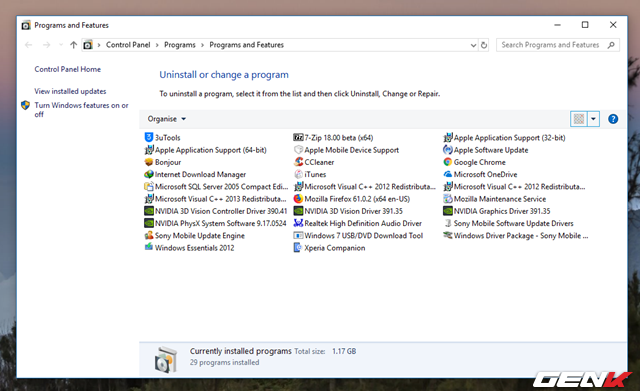 Programs and Features
Control Panel > Programs > Programs and Features
Search Programs and Features
Control Panel Home
View installed updates
Turn Windows features on or
off
Uninstall or change a program
To uninstall a program, select it from the list and then click Uninstall, Change or Repair.
Organise
3uTools 7-Zip 18.00 beta (x64) Apple Application Support (32-bit)
Apple Application Support (64-bit) Apple Mobile Device Support Apple Software Update
Bonjour CCleaner Google Chrome
Internet Download Manager iTunes Microsoft OneDrive
Microsoft SQL Server 2005 Compact Edi... Microsoft Visual C++ 2012 Redistributa... Microsoft Visual C++ 2012 Redistributa...
Microsoft Visual C++ 2013 Redistributa... Mozilla Firefox 61.0.2 (x64 en-US) Mozilla Maintenance Service
NVIDIA 3D Vision Controller Driver 390.41 NVIDIA 3D Vision Driver 391.35 NVIDIA Graphics Driver 391.35
NVIDIA PhysX System Software 9.17.0524 Realtek High Definition Audio Driver Sony Mobile Software Update Drivers
Sony Mobile Update Engine Windows 7 USB/DVD Download Tool Windows Driver Package - Sony Mobile ...
Windows Essentials 2012 Xperia Companion
Currently installed programs Total size: 1.17 GB
29 programs installed
GENK